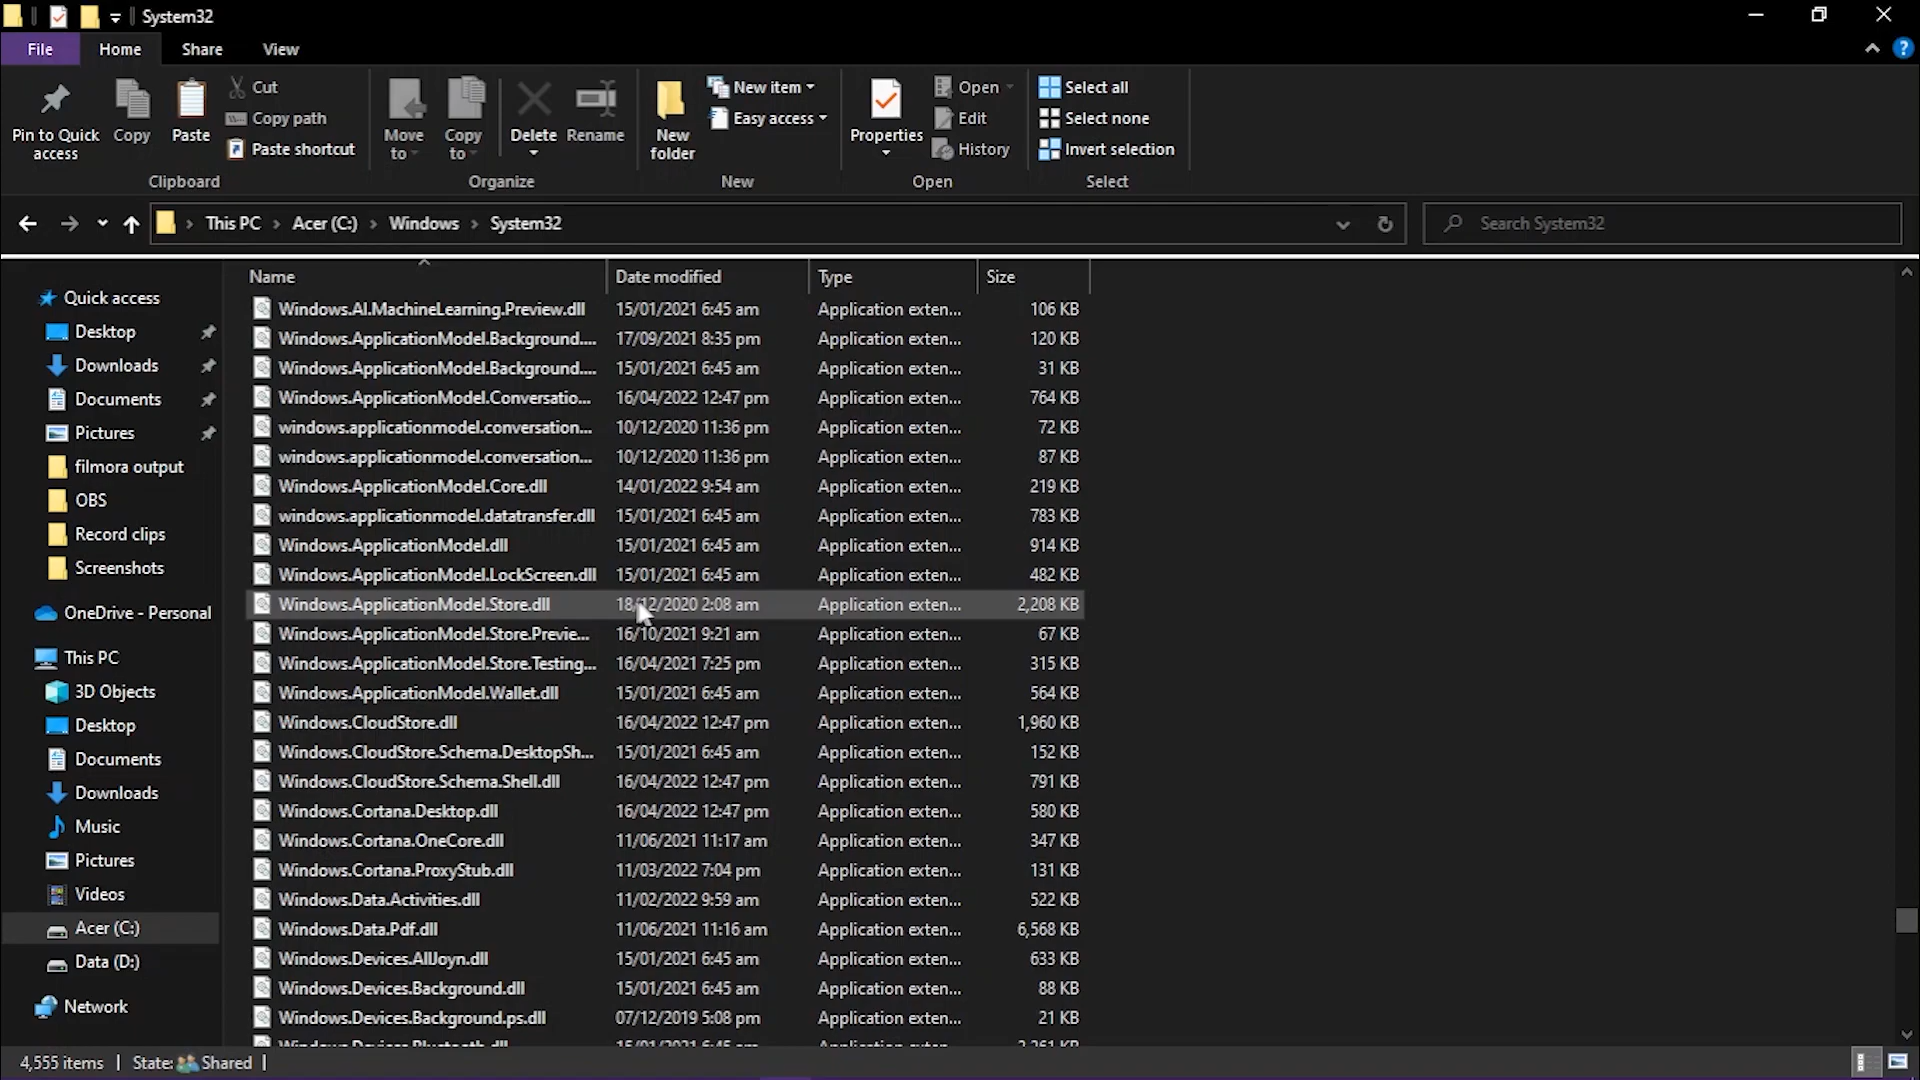 System32
File Home Share View
Pin to Quick access
Copy
Paste
Cut
Copy path
Paste shortcut
Clipboard
Move to
Copy to
Delete
Rename
Organize
New folder
New item
Easy access
New
Properties
Open
Edit
History
Open
Select all
Select none
Invert selection
Select
This PC > Acer (C:) > Windows > System32
Search System32
Quick access
Desktop
Downloads
Documents
Pictures
filmora output
OBS
Record clips
Screenshots
OneDrive - Personal
This PC
3D Objects
Desktop
Documents
Downloads
Music
Pictures
Videos
Acer (C:)
Data (D:)
Network
Name Date modified Type Size
Windows.AI.MachineLearning.Preview.dll 15/01/2021 6:45 am Application exten... 106 KB
Windows.ApplicationModel.Background.... 17/09/2021 8:35 pm Application exten... 120 KB
Windows.ApplicationModel.Background.... 15/01/2021 6:45 am Application exten... 31 KB
Windows.ApplicationModel.Conversatio... 16/04/2022 12:47 pm Application exten... 764 KB
windows.applicationmodel.conversation... 10/12/2020 11:36 pm Application exten... 72 KB
windows.applicationmodel.conversation... 10/12/2020 11:36 pm Application exten... 87 KB
Windows.ApplicationModel.Core.dll 14/01/2022 9:54 am Application exten... 219 KB
windows.applicationmodel.datatransfer.dll 15/01/2021 6:45 am Application exten... 783 KB
Windows.ApplicationModel.dll 15/01/2021 6:45 am Application exten... 914 KB
Windows.ApplicationModel.LockScreen.dll 15/01/2021 6:45 am Application exten... 482 KB
Windows.ApplicationModel.Store.dll 18/12/2020 2:08 am Application exten... 2,208 KB
Windows.ApplicationModel.Store.Previe... 16/10/2021 9:21 am Application exten... 67 KB
Windows.ApplicationModel.Store.Testing... 16/04/2021 7:25 pm Application exten... 315 KB
Windows.ApplicationModel.Wallet.dll 15/01/2021 6:45 am Application exten... 564 KB
Windows.CloudStore.dll 16/04/2022 12:47 pm Application exten... 1,960 KB
Windows.CloudStore.Schema.DesktopSh... 15/01/2021 6:45 am Application exten... 152 KB
Windows.CloudStore.Schema.Shell.dll 16/04/2022 12:47 pm Application exten... 791 KB
Windows.Cortana.Desktop.dll 16/04/2022 12:47 pm Application exten... 580 KB
Windows.Cortana.OneCore.dll 11/06/2021 11:17 am Application exten... 347 KB
Windows.Cortana.ProxyStub.dll 11/03/2022 7:04 pm Application exten... 131 KB
Windows.Data.Activities.dll 11/02/2022 9:59 am Application exten... 522 KB
Windows.Data.Pdf.dll 11/06/2021 11:16 am Application exten... 6,568 KB
Windows.Devices.AllJoyn.dll 15/01/2021 6:45 am Application exten... 633 KB
Windows.Devices.Background.dll 15/01/2021 6:45 am Application exten... 88 KB
Windows.Devices.Background.ps.dll 07/12/2019 5:08 pm Application exten... 21 KB
4,555 items State: Shared